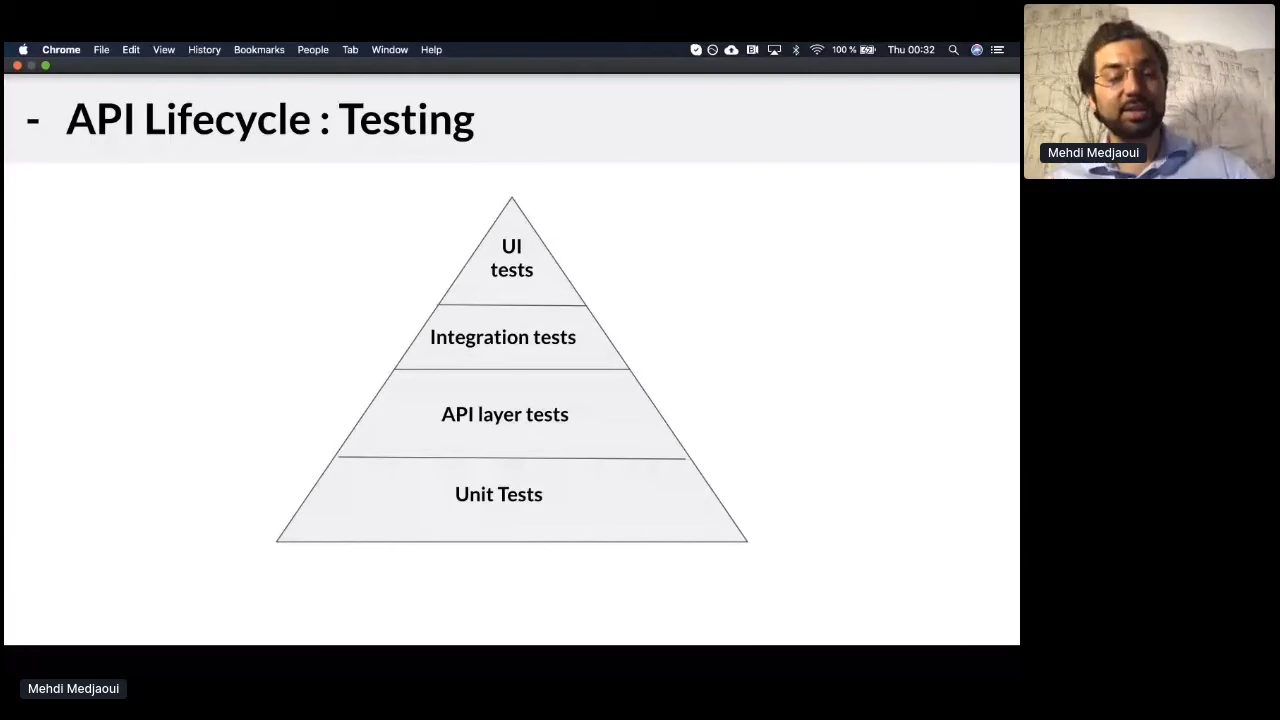 Chrome File Edit View History Bookmarks People Tab Window Help 100 % Thu 00:32
- API Lifecycle : Testing
Mehdi Medjaoui
UI
tests
Integration tests
API layer tests
Unit Tests
Mehdi Medjaoui